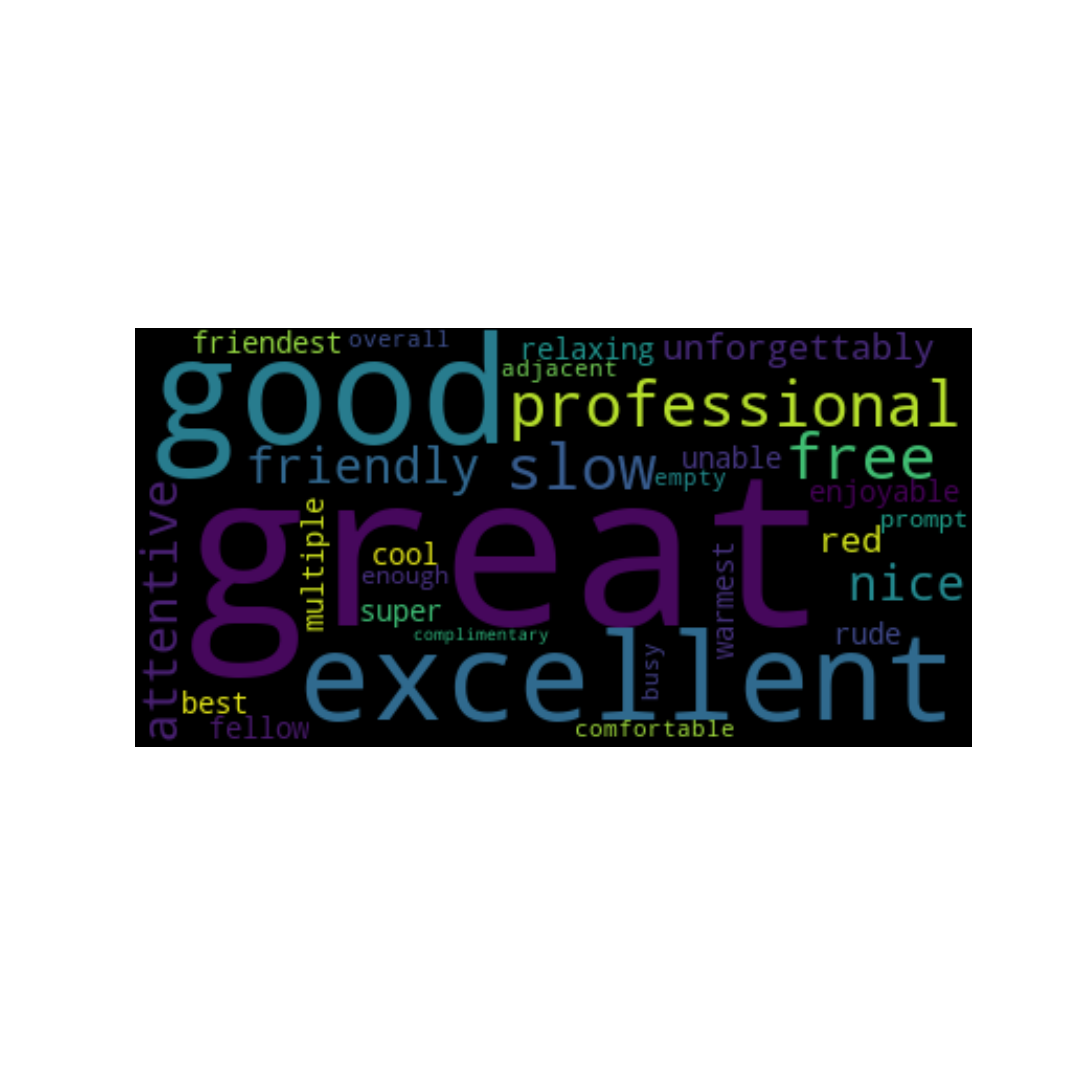 friendest overall
relaxing unforgettably
adjacent
good
professional
friendly slow unable free
empty
enjoyable
attentive
great
multiple
prompt
cool
red
enough
nice
super
warmest
complimentary
rude
excellent
busy
best
fellow
comfortable